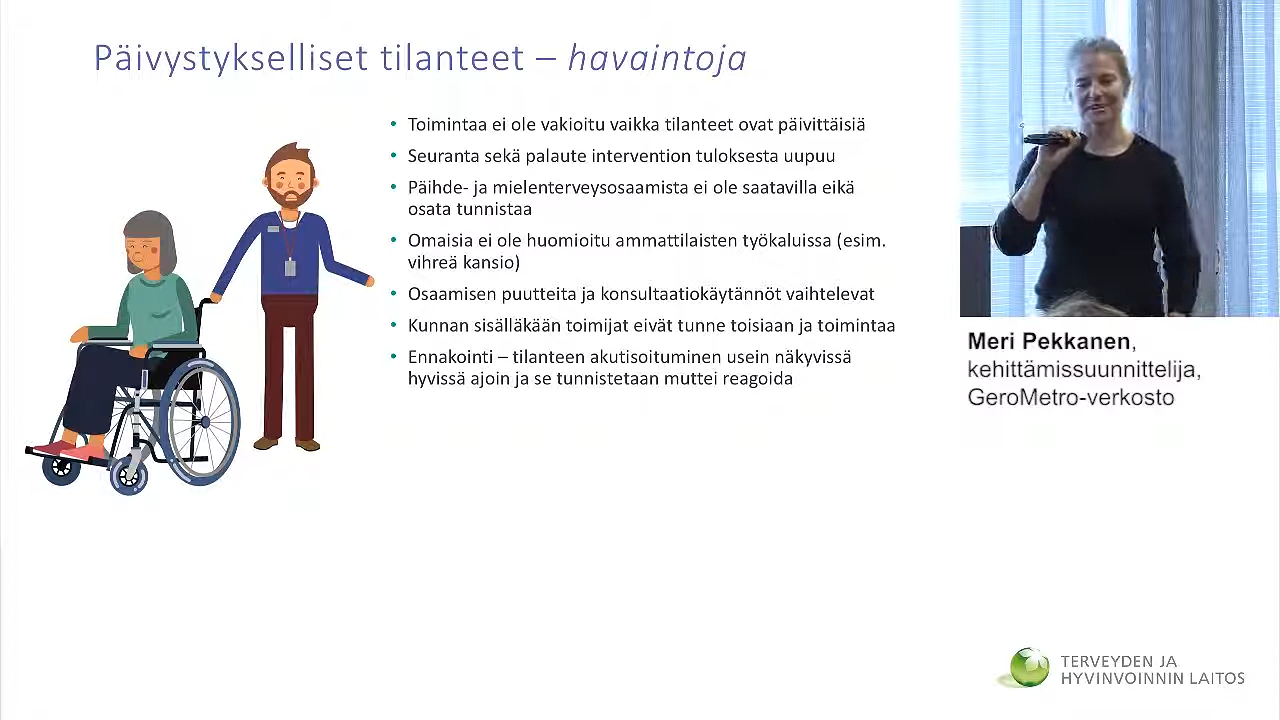 Päivystykselliset tilanteet – havaintoja
• Toimintaa ei ole vakioitu vaikka tilanteet ovat päivittäisiä
• Seuranta sekä palaute intervention tuloksesta uupuu
• Päihde- ja mielenterveysosaamista ei ole saatavilla eikä
osata tunnistaa
• Omaisia ei ole huomioitu ammattilaisten työkaluissa (esim.
vihreä kansio)
• Osaamisen puutteita ja konsultaatiokäytännöt vaihtelevat
• Kunnan sisälläkään toimijat eivät tunne toisiaan ja toimintaa
• Ennakointi – tilanteen akutisoituminen usein näkyvissä
hyvissä ajoin ja se tunnistetaan muttei reagoida
Meri Pekkanen,
kehittämissuunnittelija,
GeroMetro-verkosto
TERVEYDEN JA
HYVINVOINNIN LAITOS